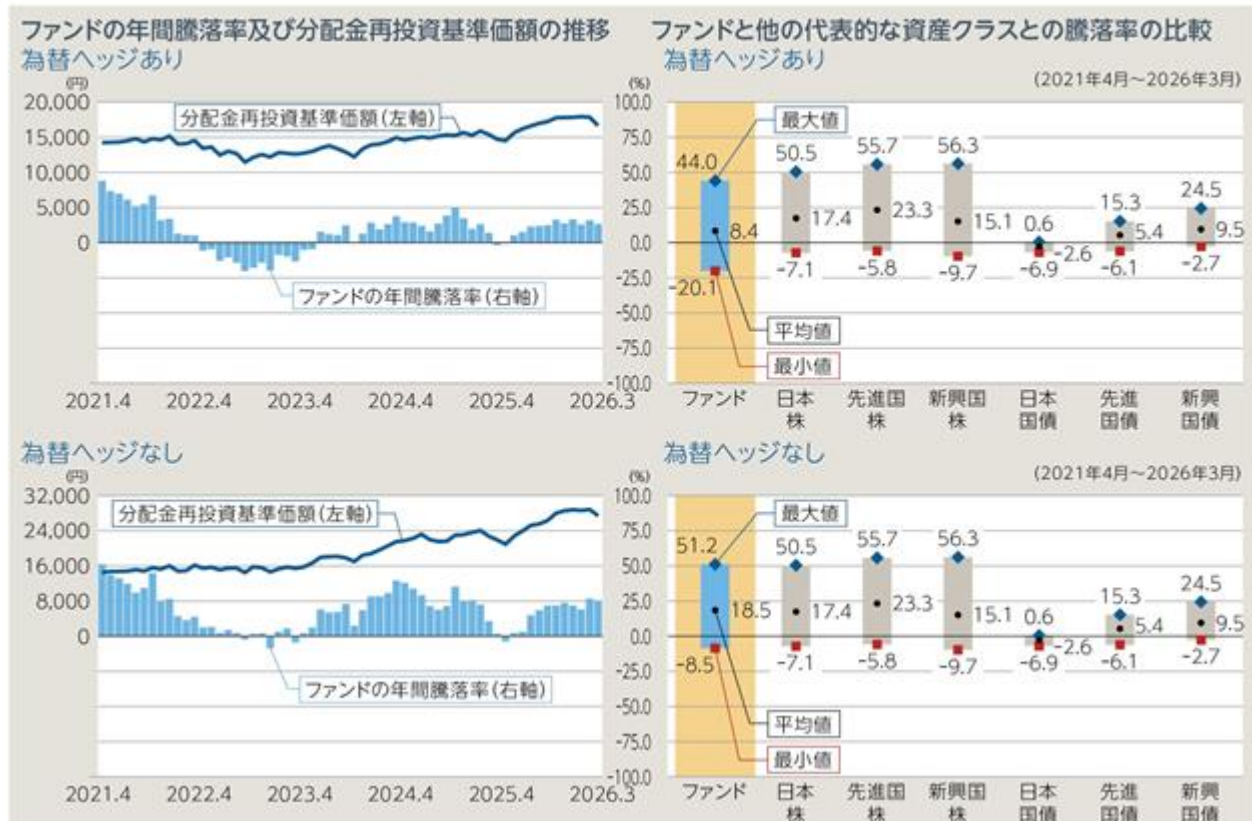 ファンドの年間騰落率及び分配金再投資基準価額の推移
為替ヘッジあり
(円)
(%)
20,000
15,000
10,000
5,000
0
100.0
75.0
50.0
25.0
0.0
-25.0
-50.0
-75.0
-100.0
分配金再投資基準価額(左軸)
ファンドの年間騰落率(右軸)
2021.4 2022.4 2023.4 2024.4 2025.4 2026.3
ファンドと他の代表的な資産クラスとの騰落率の比較
為替ヘッジあり
(2021年4月~2026年3月)
最大値
44.0 50.5 55.7 56.3 0.6 15.3 24.5
8.4 17.4 23.3 15.1 -2.6 5.4 9.5
-20.1 -7.1 -5.8 -9.7 -6.9 -6.1 -2.7
平均値
最小値
ファンド 日本株 先進国株 新興国株 日本国債 先進国債 新興国債
為替ヘッジなし
(円)
(%)
32,000
24,000
16,000
8,000
0
100.0
75.0
50.0
25.0
0.0
-25.0
-50.0
-75.0
-100.0
分配金再投資基準価額(左軸)
ファンドの年間騰落率(右軸)
2021.4 2022.4 2023.4 2024.4 2025.4 2026.3
為替ヘッジなし
(2021年4月~2026年3月)
最大値
51.2 50.5 55.7 56.3 0.6 15.3 24.5
18.5 17.4 23.3 15.1 -2.6 5.4 9.5
-8.5 -7.1 -5.8 -9.7 -6.9 -6.1 -2.7
平均値
最小値
ファンド 日本株 先進国株 新興国株 日本国債 先進国債 新興国債